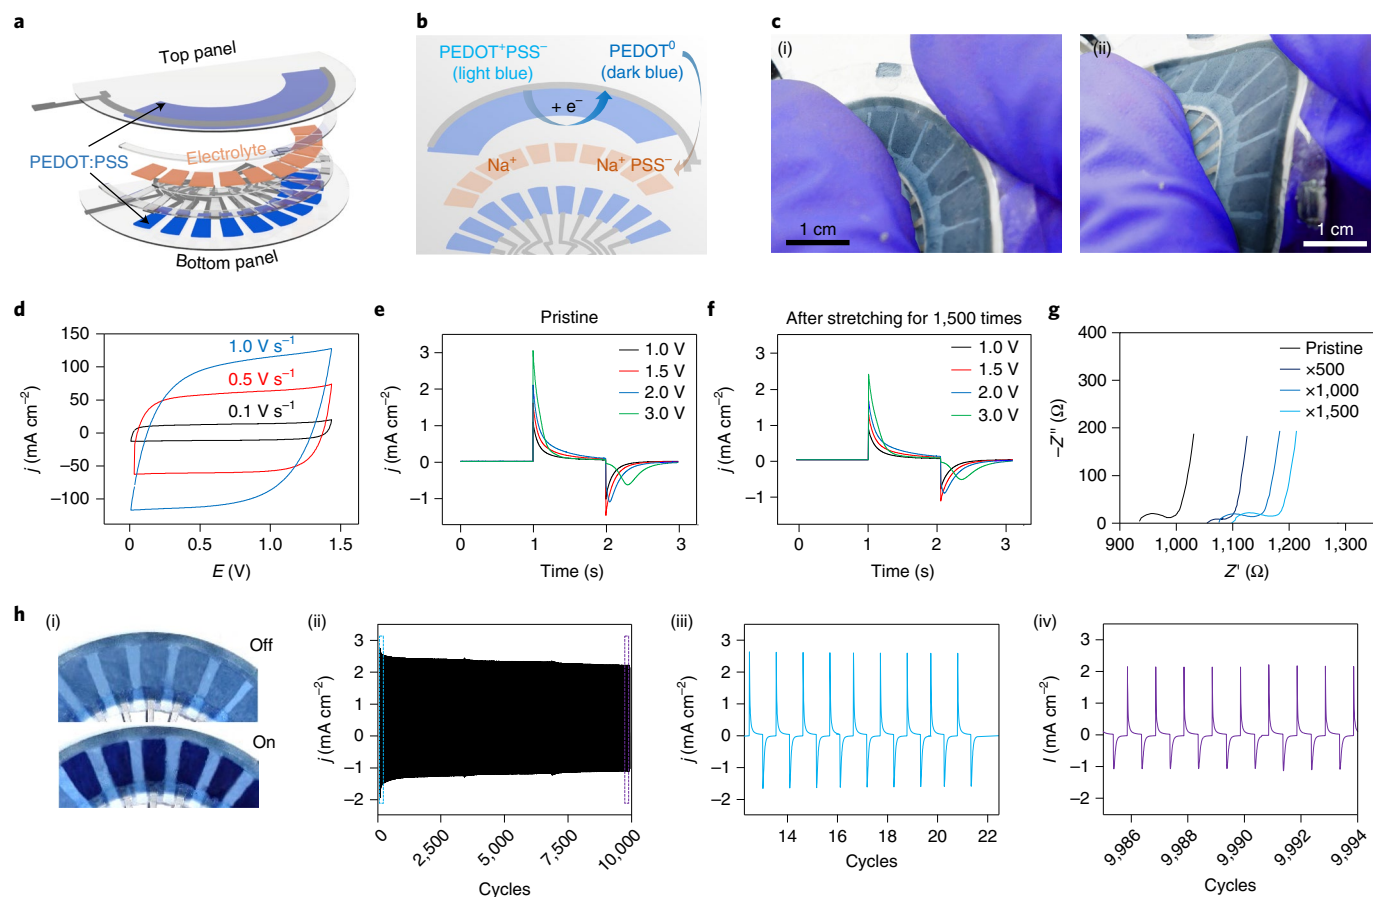 a
Top panel
PEDOT:PSS
Electrolyte
Bottom panel
b
PEDOT⁺PSS⁻
(light blue)
PEDOT⁰
(dark blue)
+ e⁻
Na⁺
Na⁺ PSS⁻
c
(i)
1 cm
(ii)
1 cm
d
j (mA cm⁻²)
150
100
50
0
−50
−100
1.0 V s⁻¹
0.5 V s⁻¹
0.1 V s⁻¹
0
0.5
1.0
1.5
E (V)
e
Pristine
j (mA cm⁻²)
3
2
1
0
−1
1.0 V
1.5 V
2.0 V
3.0 V
0
1
2
3
Time (s)
f
After stretching for 1,500 times
j (mA cm⁻²)
3
2
1
0
−1
1.0 V
1.5 V
2.0 V
3.0 V
0
1
2
3
Time (s)
g
−Z″ (Ω)
400
300
200
100
0
Pristine
×500
×1,000
×1,500
900
1,000
1,100
1,200
1,300
Z′ (Ω)
h
(i)
Off
On
(ii)
j (mA cm⁻²)
3
2
1
0
−1
−2
0
2,500
5,000
7,500
10,000
Cycles
(iii)
j (mA cm⁻²)
3
2
1
0
−1
−2
14
16
18
20
22
Cycles
(iv)
I (mA cm⁻²)
3
2
1
0
−1
−2
9,986
9,988
9,990
9,992
9,994
Cycles